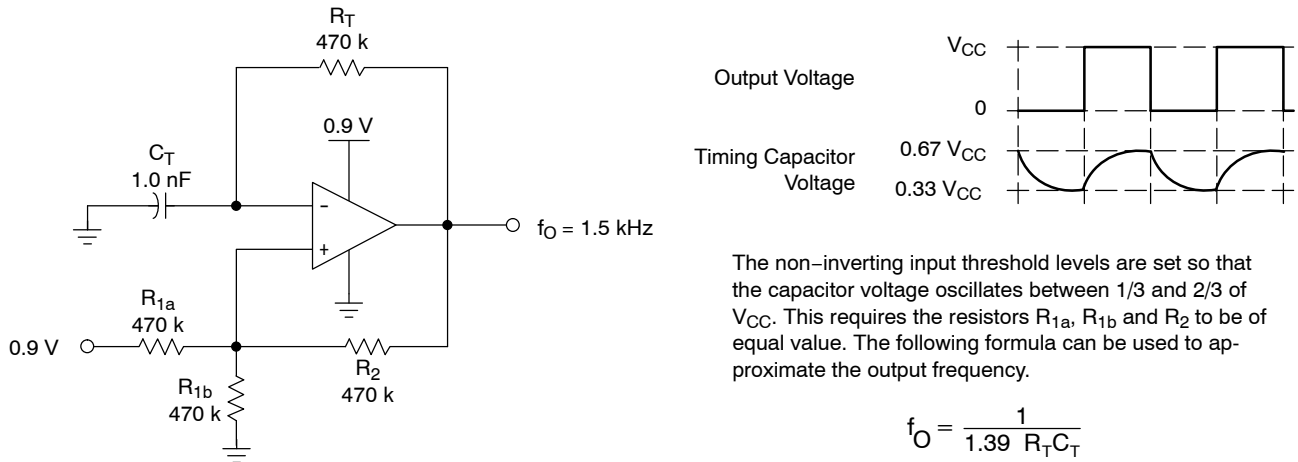 R_T
470 k
0.9 V
C_T
1.0 nF
−
+
f_O = 1.5 kHz
R_1a
470 k
0.9 V
R_1b
470 k
R_2
470 k
Output Voltage
V_CC
0
Timing Capacitor
Voltage
0.67 V_CC
0.33 V_CC
The non−inverting input threshold levels are set so that
the capacitor voltage oscillates between 1/3 and 2/3 of
V_CC. This requires the resistors R_1a, R_1b and R_2 to be of
equal value. The following formula can be used to ap-
proximate the output frequency.
f_O = 1 / 1.39 R_TC_T